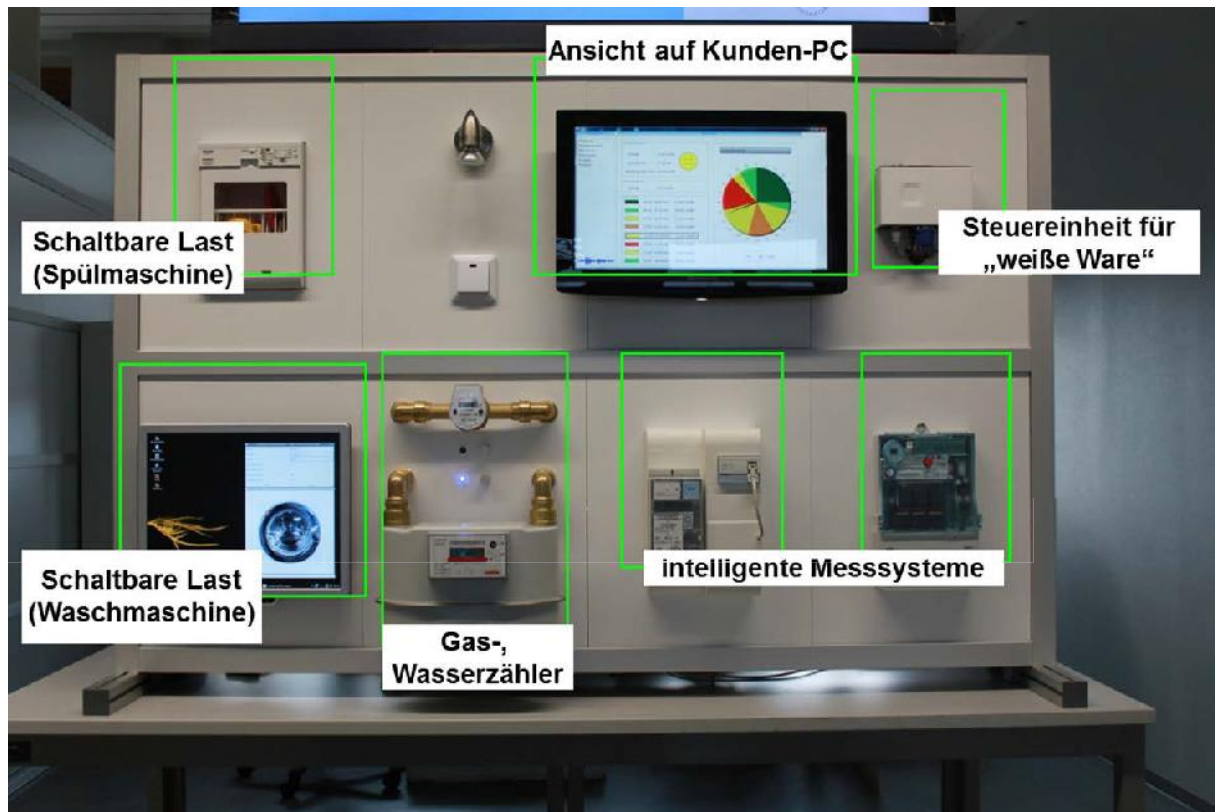 Ansicht auf Kunden-PC
Schaltbare Last
(Spülmaschine)
Steuereinheit für
„weiße Ware“
Schaltbare Last
(Waschmaschine)
Gas-,
Wasserzähler
intelligente Messsysteme